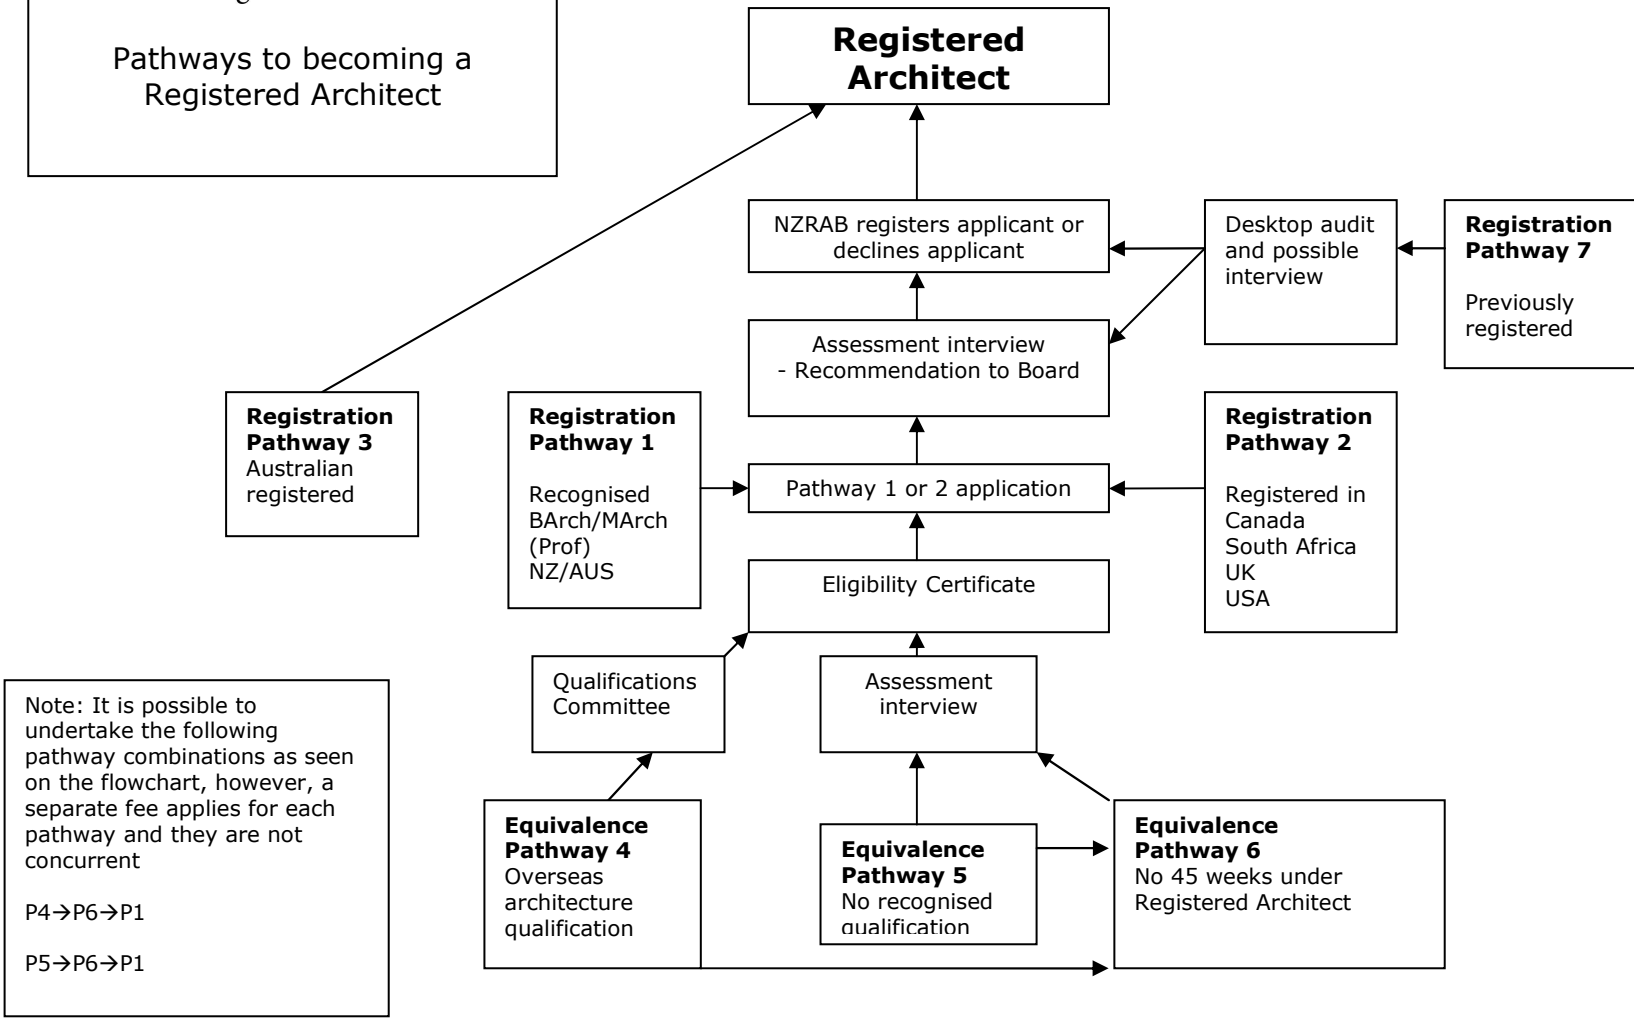 Pathways to becoming a
Registered Architect
Registered
Architect
NZRAB registers applicant or
declines applicant
Desktop audit
and possible
interview
Registration
Pathway 7
Previously
registered
Assessment interview
- Recommendation to Board
Registration
Pathway 3
Australian
registered
Registration
Pathway 1
Recognised
BArch/MArch
(Prof)
NZ/AUS
Pathway 1 or 2 application
Registration
Pathway 2
Registered in
Canada
South Africa
UK
USA
Eligibility Certificate
Qualifications
Committee
Assessment
interview
Note: It is possible to
undertake the following
pathway combinations as seen
on the flowchart, however, a
separate fee applies for each
pathway and they are not
concurrent
P4→P6→P1
P5→P6→P1
Equivalence
Pathway 4
Overseas
architecture
qualification
Equivalence
Pathway 5
No recognised
qualification
Equivalence
Pathway 6
No 45 weeks under
Registered Architect